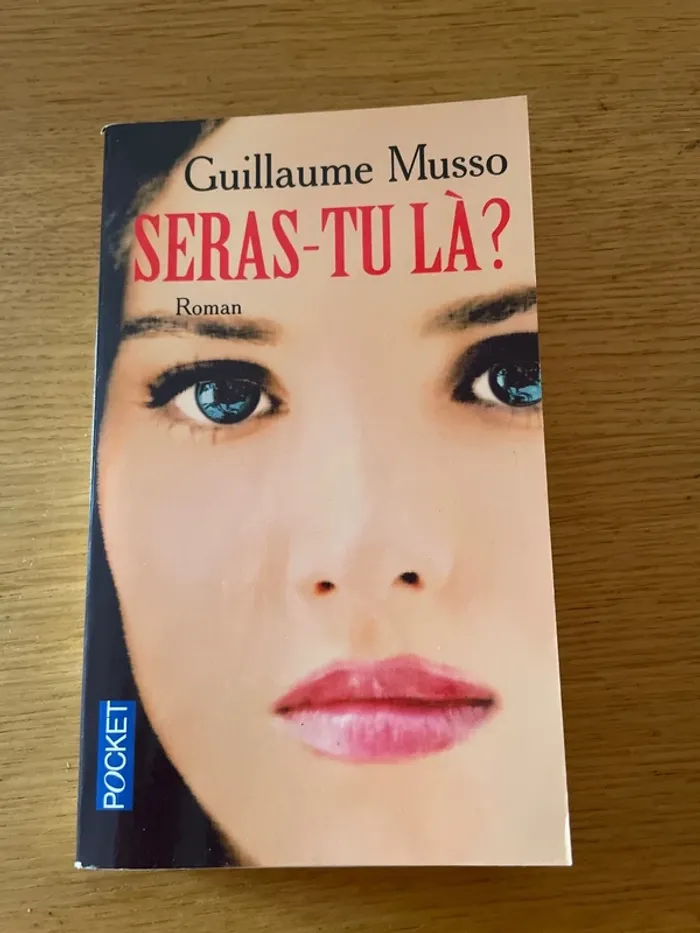 Guillaume Musso
SERAS-TU LÀ?
Roman
POCKET